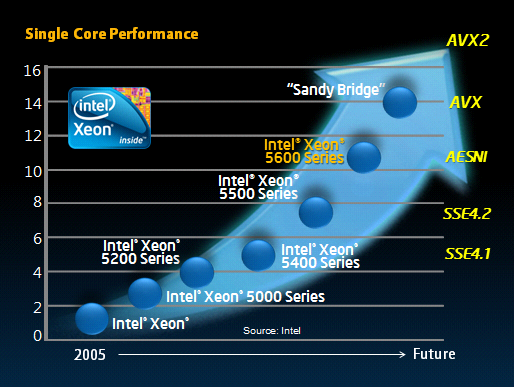 Single Core Performance
AVX2
16
14
12
10
8
6
4
2
0
intel®
Xeon®
inside™
"Sandy Bridge"
AVX
Intel® Xeon®
5600 Series
AESNI
Intel® Xeon®
5500 Series
SSE4.2
Intel® Xeon®
5200 Series
Intel® Xeon®
5400 Series
SSE4.1
Intel® Xeon® 5000 Series
Intel® Xeon®
Source: Intel
2005
Future